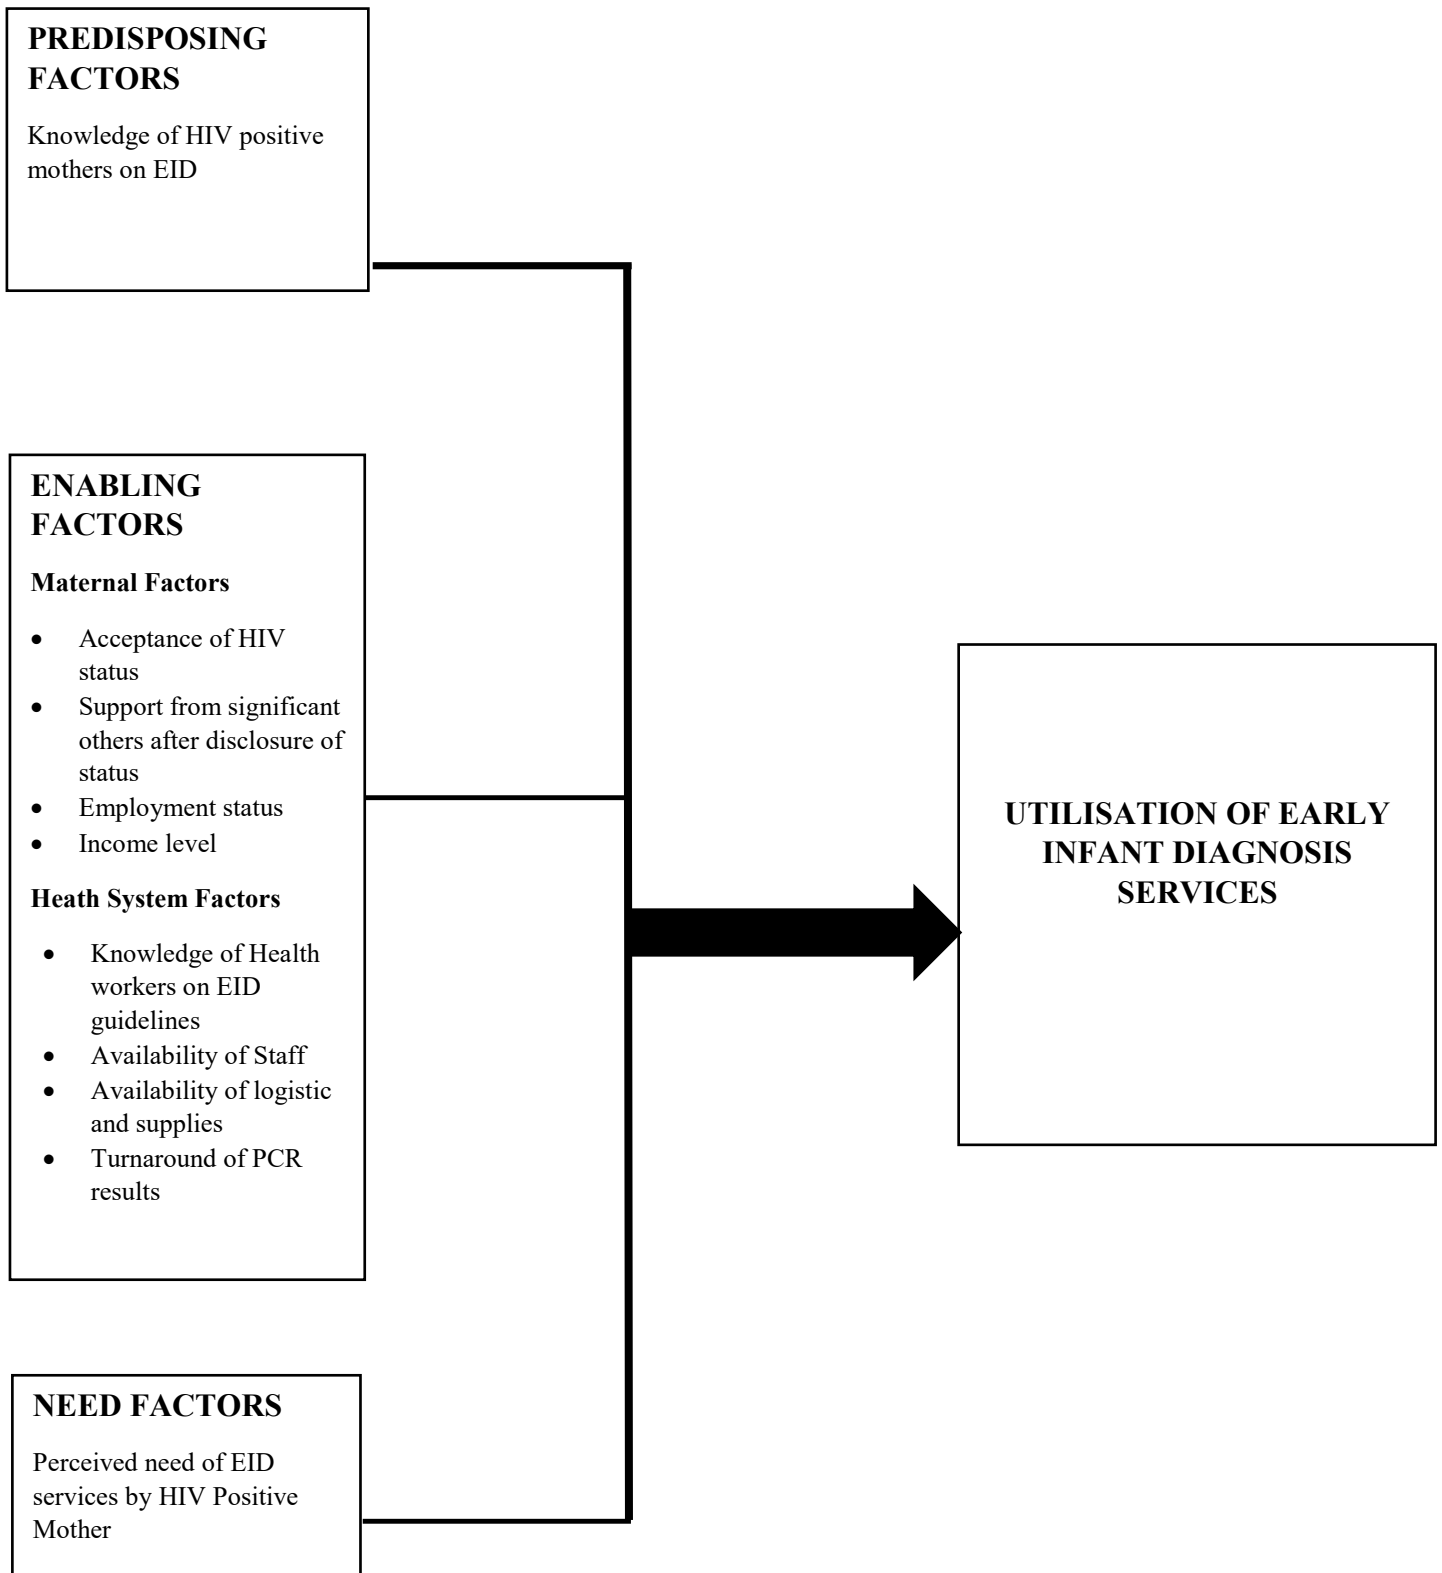 PREDISPOSING
FACTORS
Knowledge of HIV positive
mothers on EID
ENABLING
FACTORS
Maternal Factors
• Acceptance of HIV
status
• Support from significant
others after disclosure of
status
• Employment status
• Income level
Heath System Factors
• Knowledge of Health
workers on EID
guidelines
• Availability of Staff
• Availability of logistic
and supplies
• Turnaround of PCR
results
NEED FACTORS
Perceived need of EID
services by HIV Positive
Mother
UTILISATION OF EARLY
INFANT DIAGNOSIS
SERVICES